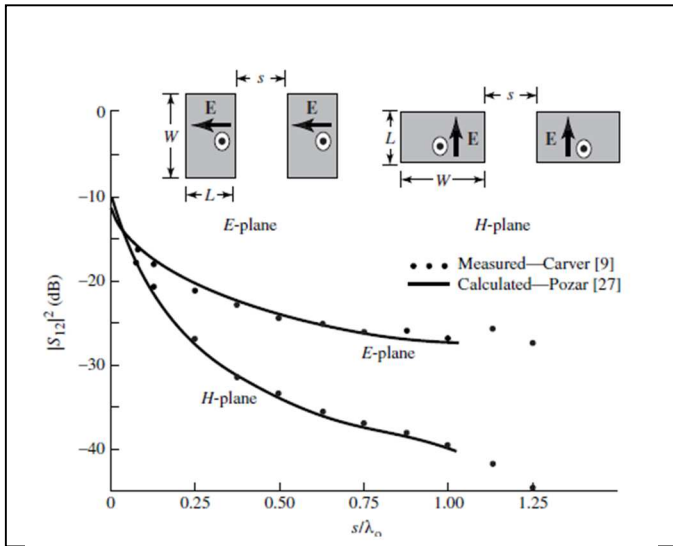 s
s
E
E
W
L
E
E
L
W
E-plane
H-plane
Measured—Carver [9]
Calculated—Pozar [27]
E-plane
H-plane
|S₁₂|² (dB)
0
−10
−20
−30
−40
0
0.25
0.50
0.75
1.00
1.25
s/λₒ